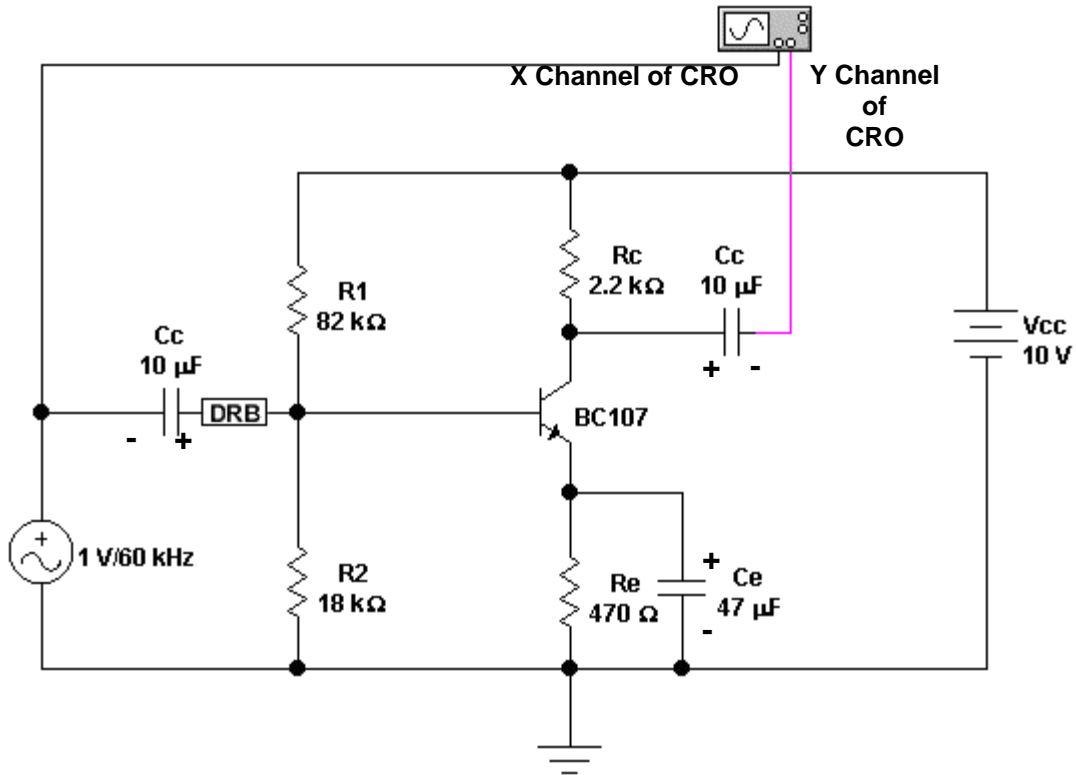 X Channel of CRO
Y Channel
of
CRO
Rc
2.2 kΩ
Cc
10 µF
+ -
R1
82 kΩ
Vcc
10 V
Cc
10 µF
DRB
- +
BC107
+
1 V/60 kHz
R2
18 kΩ
Re
470 Ω
+
Ce
47 µF
-